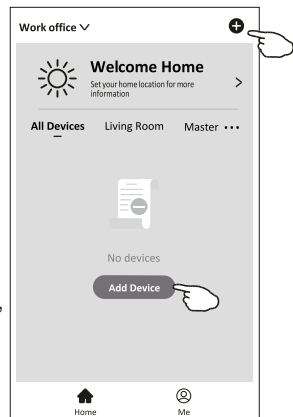 Work office
Welcome Home
Set your home location for more
information
All Devices Living Room Master •••
No devices
Add Device
Home Me
,